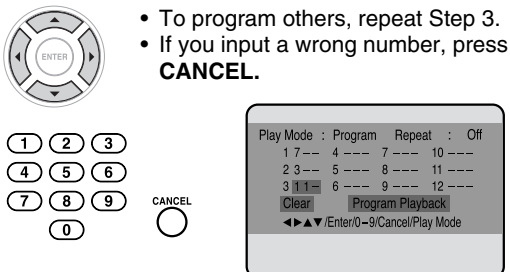 • To program others, repeat Step 3.
• If you input a wrong number, press
CANCEL.
ENTER
1 2 3
4 5 6
7 8 9
0
CANCEL
Play Mode : Program Repeat : Off
1 7–– 4 ––– 7 ––– 10 –––
2 3–– 5 ––– 8 ––– 11 –––
3 11– 6 ––– 9 ––– 12 –––
Clear Program Playback
◄►▲▼/Enter/0–9/Cancel/Play Mode